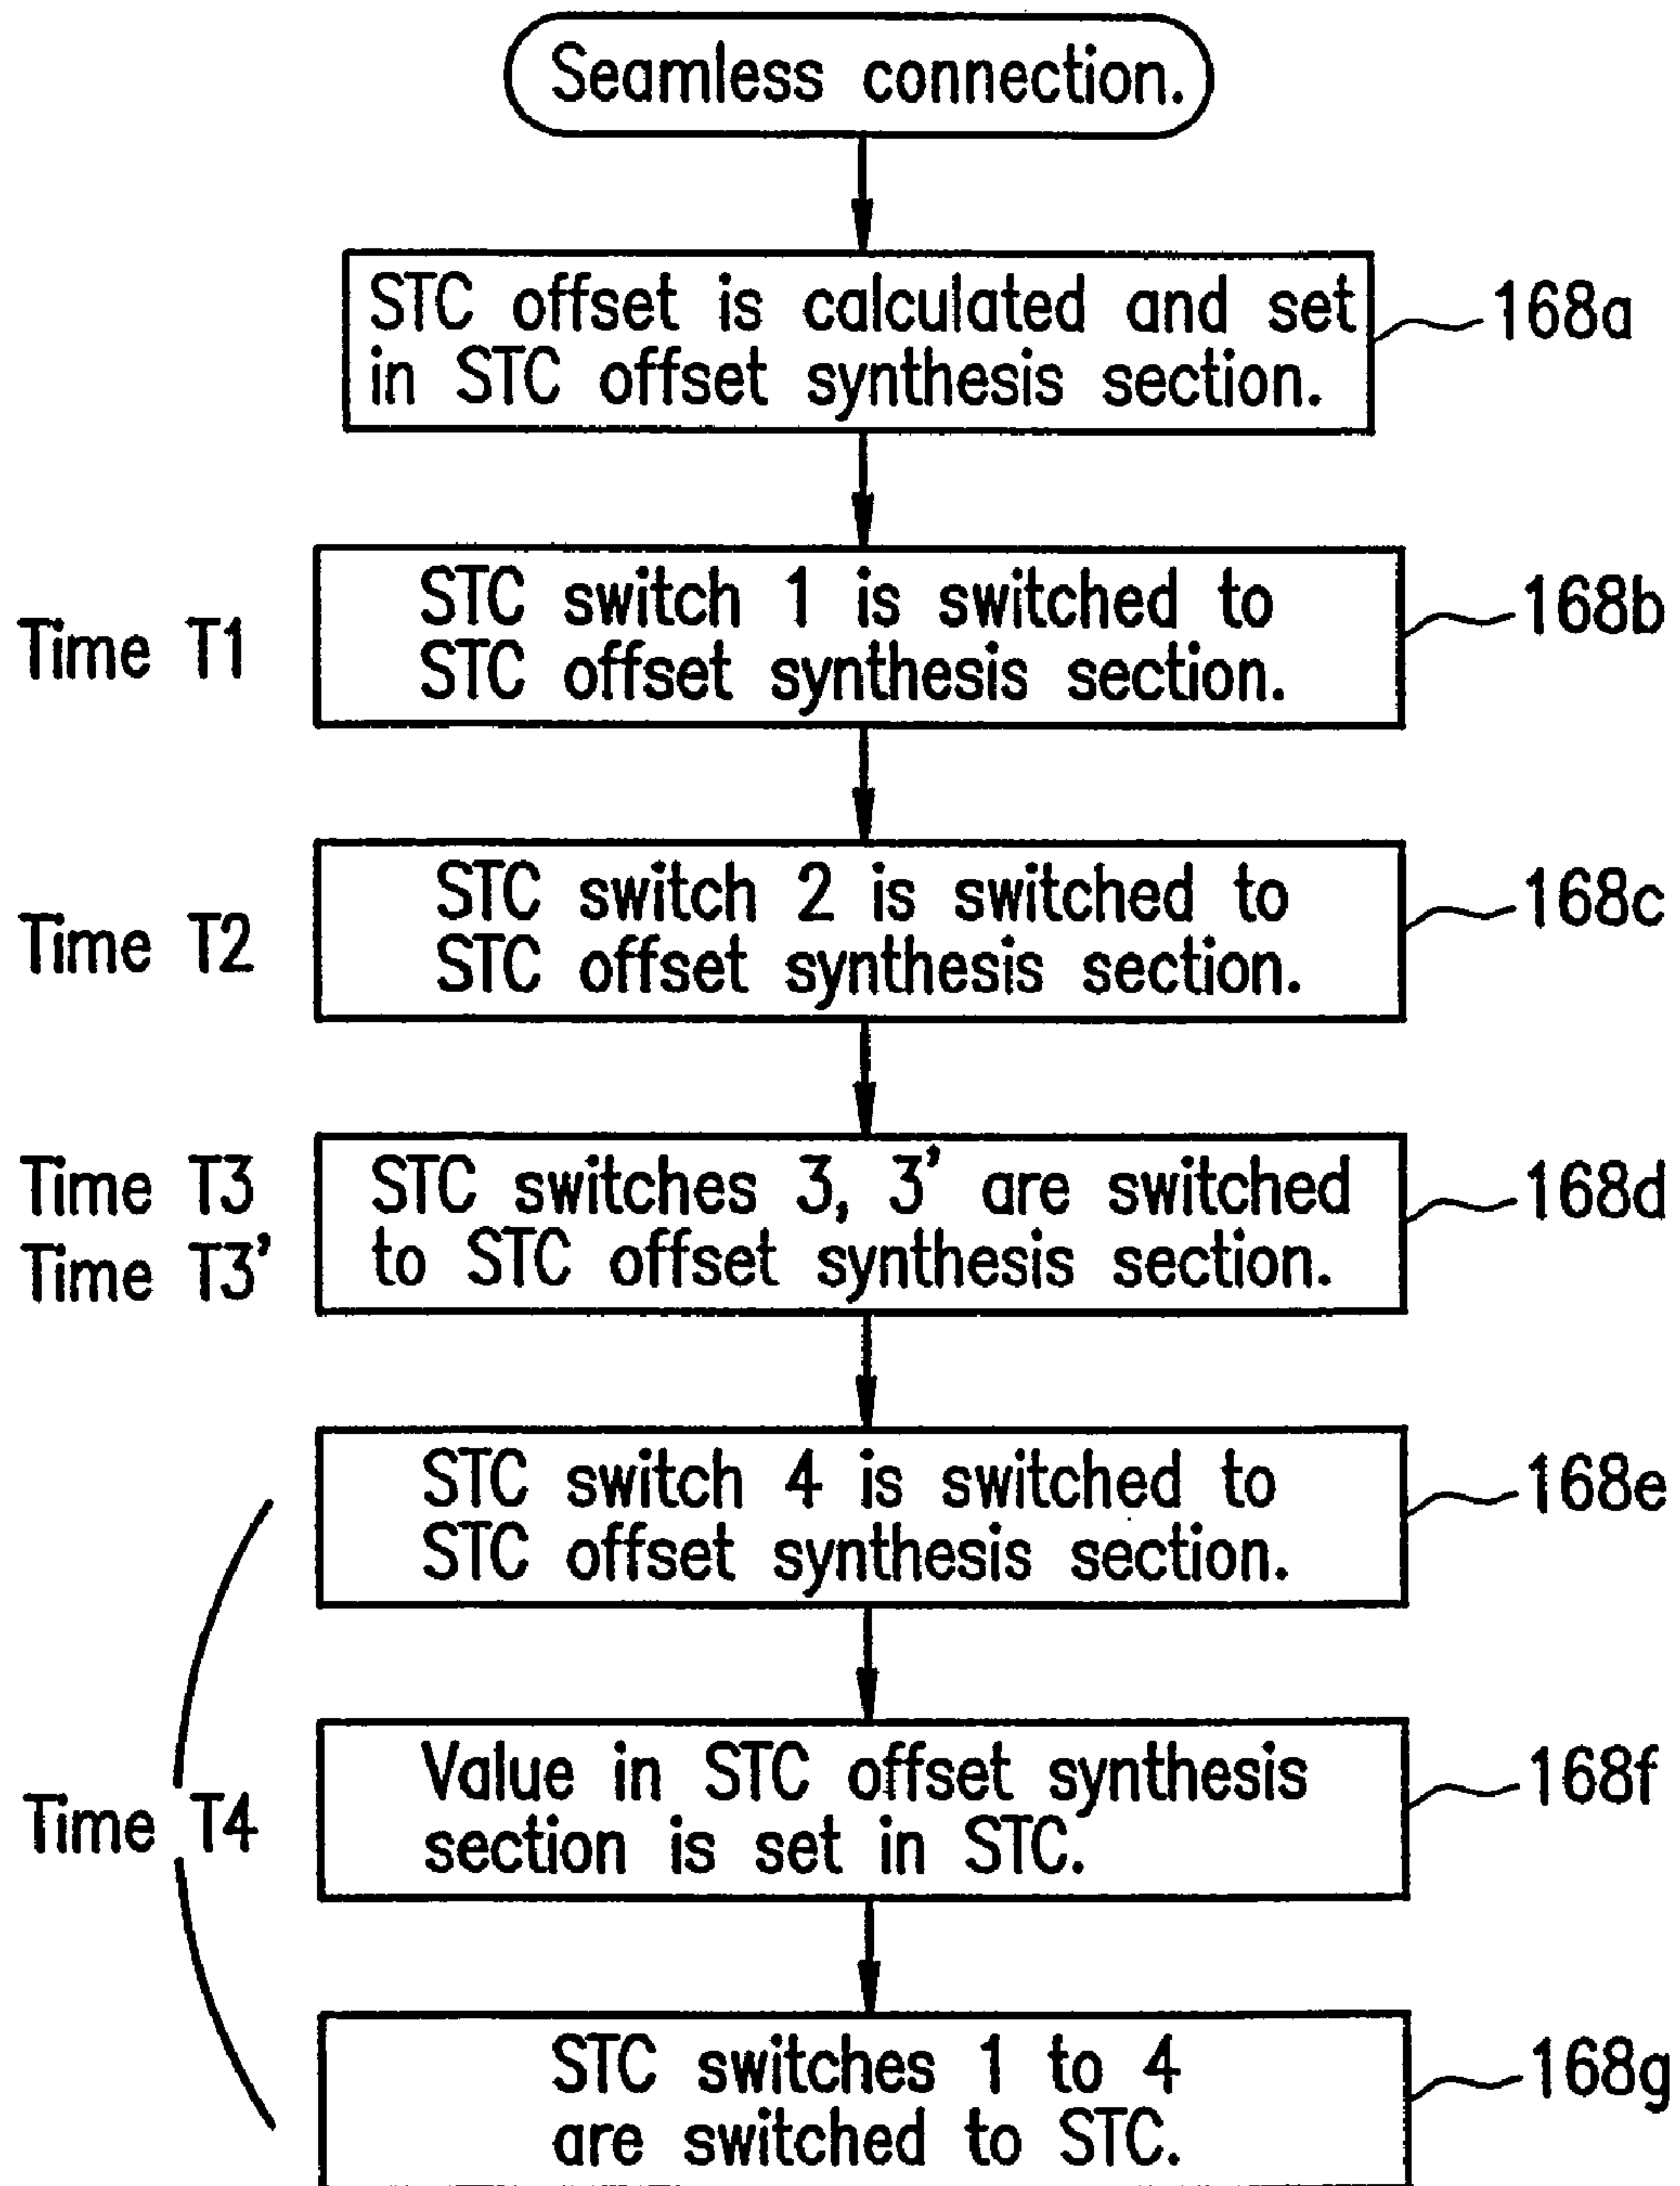 Seamless connection.
STC offset is calculated and set
in STC offset synthesis section.
168a
Time T1
STC switch 1 is switched to
STC offset synthesis section.
168b
Time T2
STC switch 2 is switched to
STC offset synthesis section.
168c
Time T3
Time T3'
STC switches 3, 3' are switched
to STC offset synthesis section.
168d
STC switch 4 is switched to
STC offset synthesis section.
168e
Time T4
Value in STC offset synthesis
section is set in STC.
168f
STC switches 1 to 4
are switched to STC.
168g